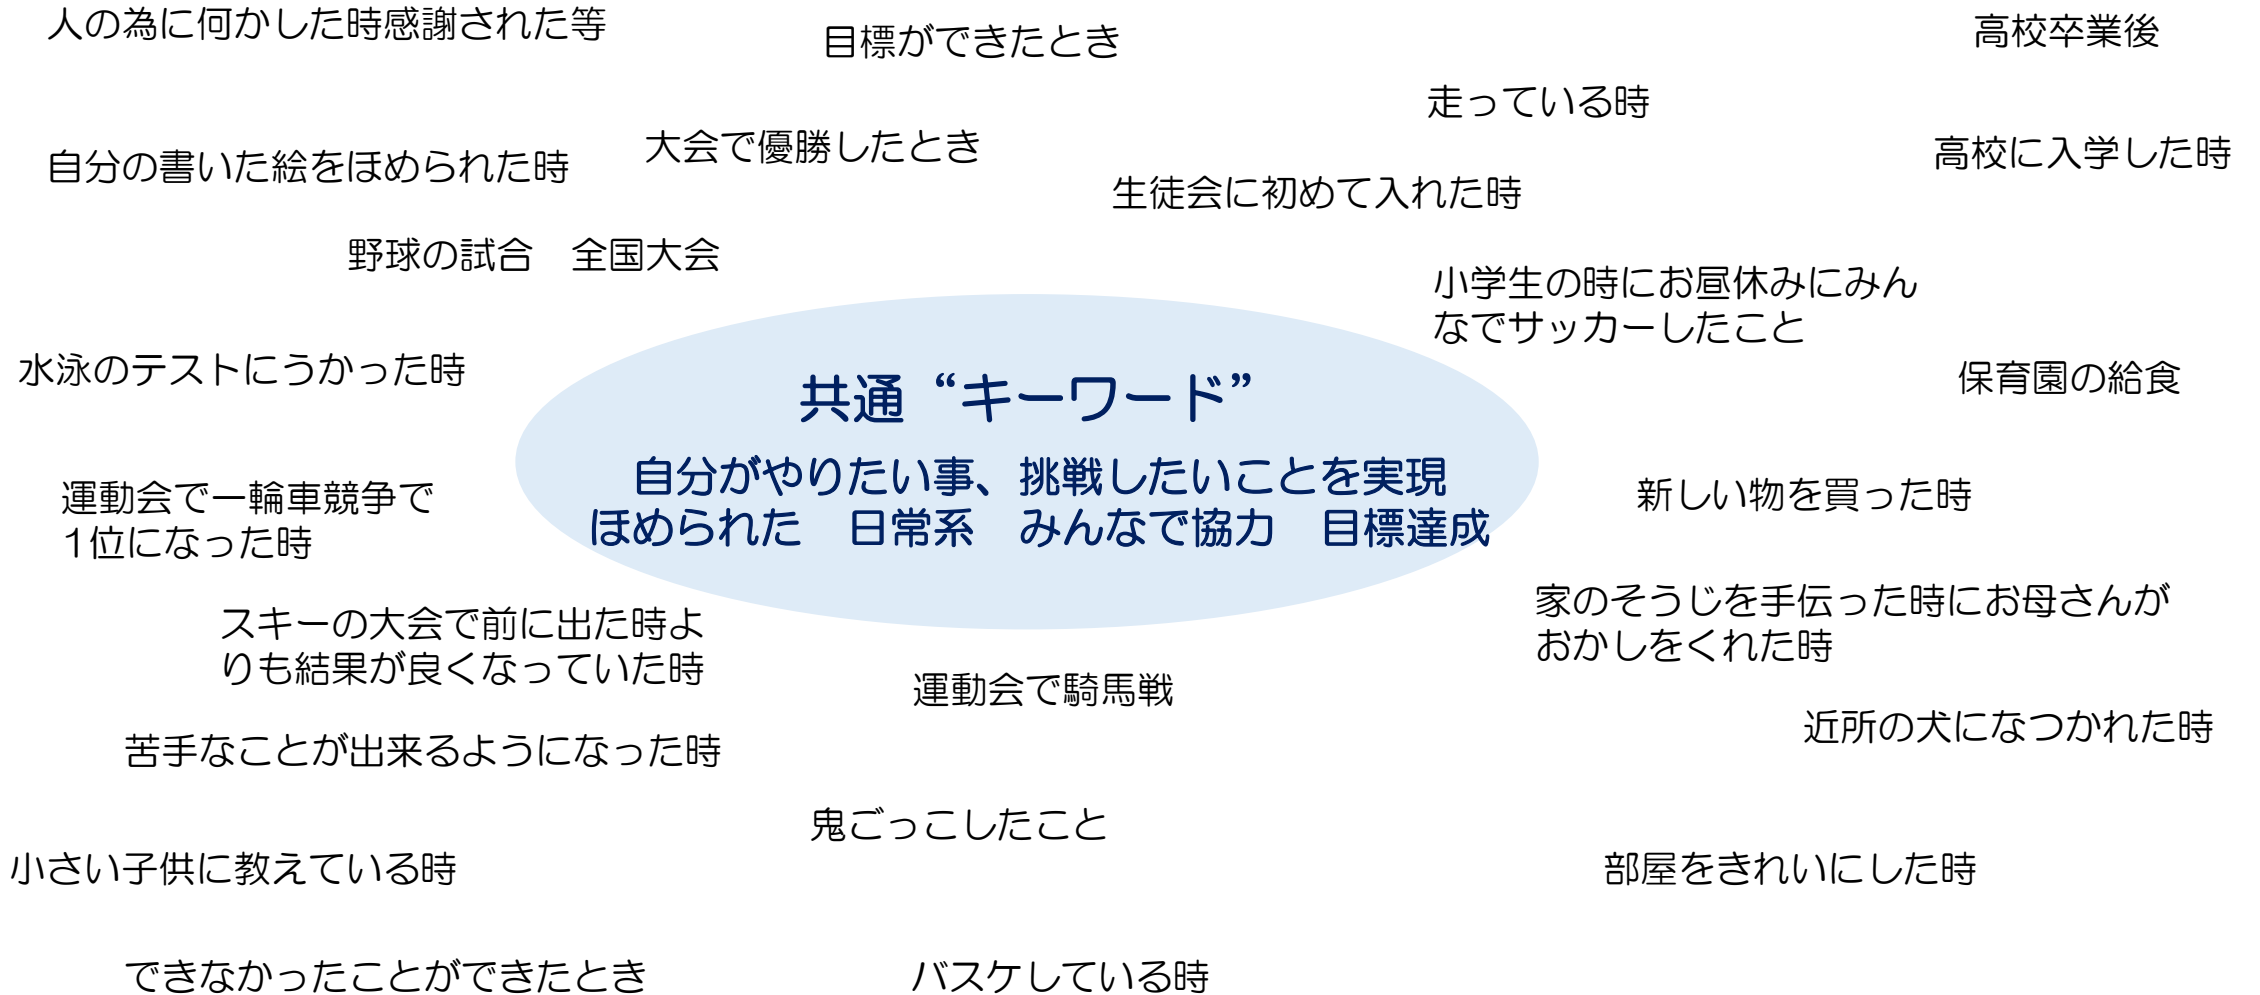 人の為に何かした時感謝された等
目標ができたとき
高校卒業後
走っている時
大会で優勝したとき
自分の書いた絵をほめられた時
高校に入学した時
生徒会に初めて入れた時
野球の試合　全国大会
小学生の時にお昼休みにみん
なでサッカーしたこと
水泳のテストにうかった時
保育園の給食
共通“キーワード”
自分がやりたい事、挑戦したいことを実現
ほめられた　日常系　みんなで協力　目標達成
運動会で一輪車競争で
1位になった時
新しい物を買った時
家のそうじを手伝った時にお母さんが
おかしをくれた時
スキーの大会で前に出た時よ
りも結果が良くなっていた時
運動会で騎馬戦
近所の犬になつかれた時
苦手なことが出来るようになった時
鬼ごっこしたこと
小さい子供に教えている時
部屋をきれいにした時
できなかったことができたとき
バスケしている時